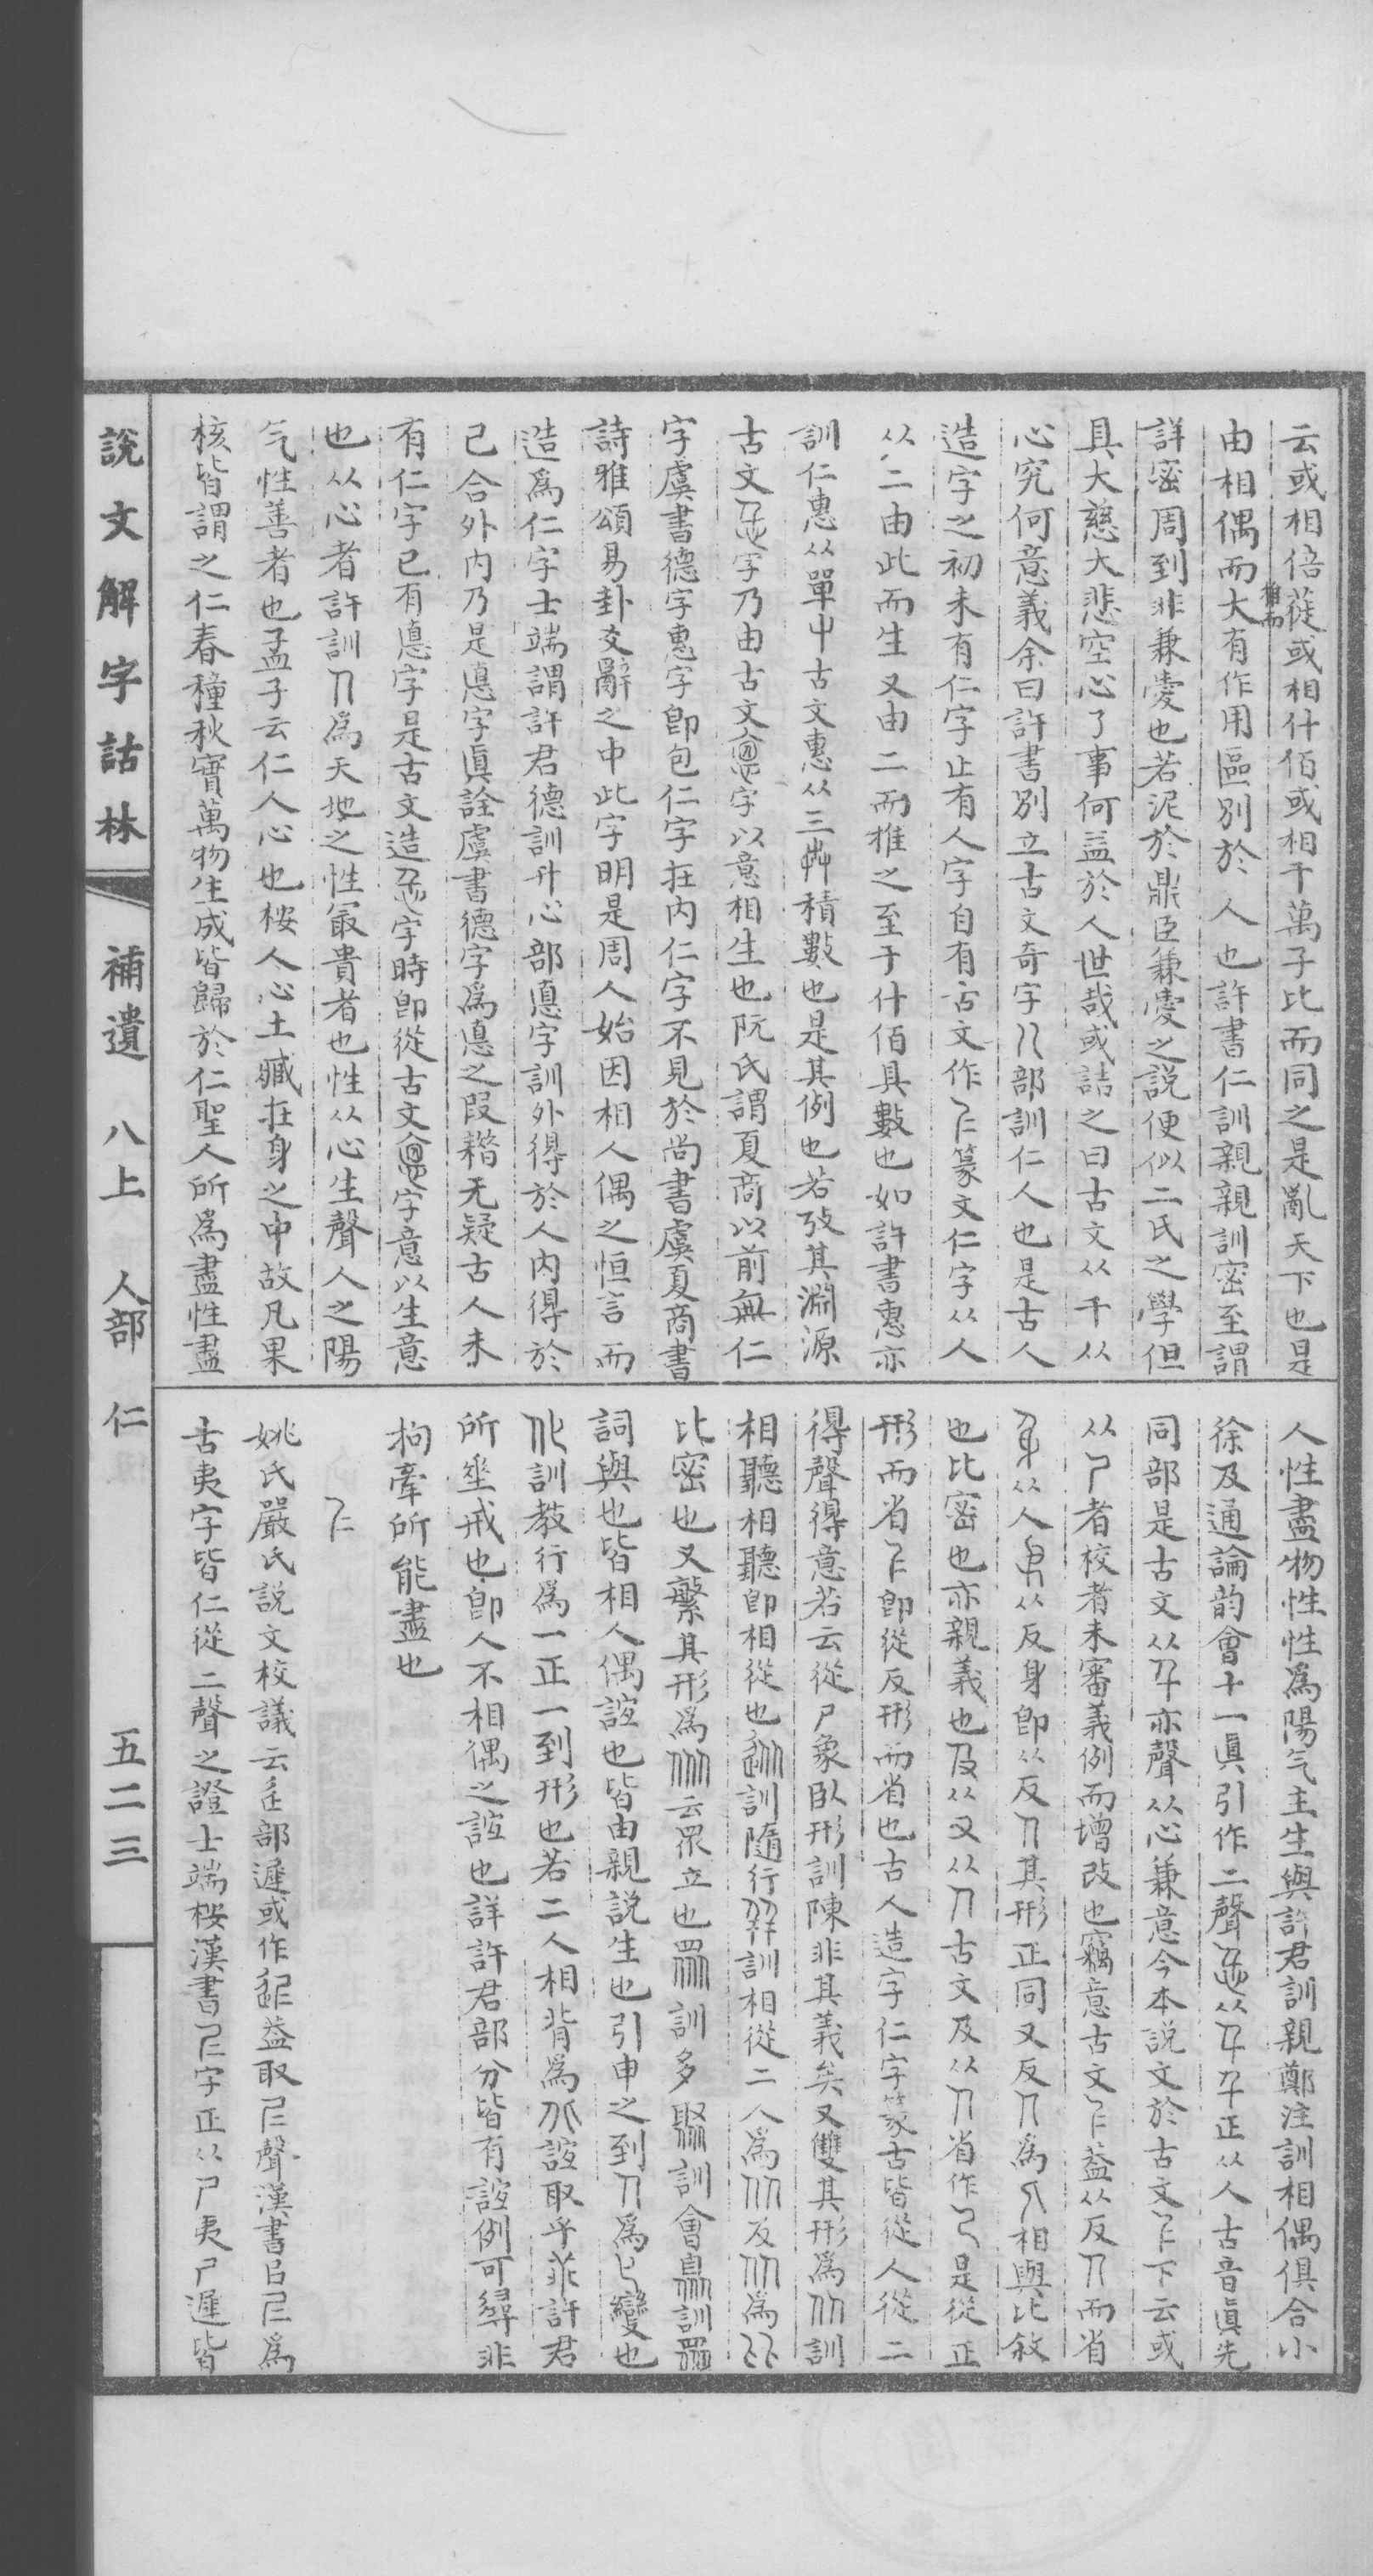 云或相倍蓰或相什佰或相千萬子比而同之是亂天下也是
由相偶而大推而有作用區別於人也許書仁訓親親訓密至謂
詳密周到非兼愛也若泥於鼎臣兼愛之說便似二氏之學但
具大慈大悲空心了事何益於人世哉或詰之曰古文从千从
心究何意義余曰許書別立古文奇字儿部訓仁人也是古人
造字之初未有仁字止有人字自有古文作𡰥篆文仁字从人
从二由此而生又由二而推之至于什佰具數也如許書惠亦
訓仁惠从單屮古文惠从三艸積數也是其例也若攷其淵源
古文忎字乃由古文字以意相生也阮氏謂夏商以前無仁
字虞書德字惠字卽包仁字在內仁字不見於尚書虞夏商書
詩雅頌易卦爻辭之中此字明是周人始因相人偶之恒言而
造爲仁字士端謂許君德訓升心部悳字訓外得於人內得於
己合外內乃是悳字眞詮虞書德字爲悳之叚耤无疑古人未
有仁字已有悳字是古文造忎字時卽從古文字意以生意
也从心者許訓人爲天地之性最貴者也性从心生聲人之陽
气性善者也孟子云仁人心也桉人心土臧在身之中故凡果
核皆謂之仁春穜秋實萬物生成皆歸於仁聖人所爲盡性盡
人性盡物性性爲陽气主生與許君訓親鄭注訓相偶俱合小
徐及通論韵會十一眞引作二聲忎从千千正从人古音眞先
同部是古文从千亦聲从心兼意今本說文於古文𡰥下云或
从尸者校者未審義例而增改也竊意古文𡰥葢从反人而省
身从人㐆从反身卽从反人其形正同又反人爲匕相與比敘
也比密也亦親義也及从又从人古文及从人省作是從正
形而省𡰥卽從反形而省也古人造字仁字篆古皆從人從二
得聲得意若云從尸象臥形訓陳非其義矣又雙其形爲从訓
相聽相聽卽相從也從訓隨行幷訓相從二人爲从反从爲比
比密也又繫其形爲㐺云眾立也眾訓多聚訓會臮訓眾
詞與也皆相人偶誼也皆由親說生也引申之到人爲匕變也
化訓教行爲一正一到形也若二人相背爲北誼取乎乖許君
所坐戒也卽人不相偶之誼也詳許君部分皆有誼例可㝷非
拘牽所能盡也
𡰥
姚氏嚴氏說文校議云辵部遲或作𨒈葢取𡰥聲漢書㠯𡰥爲
古夷字皆仁從二聲之證士端桉漢書𡰥字正从尸夷尸遲皆
說文解字詁林
補遺 八上 人部 仁
五二三